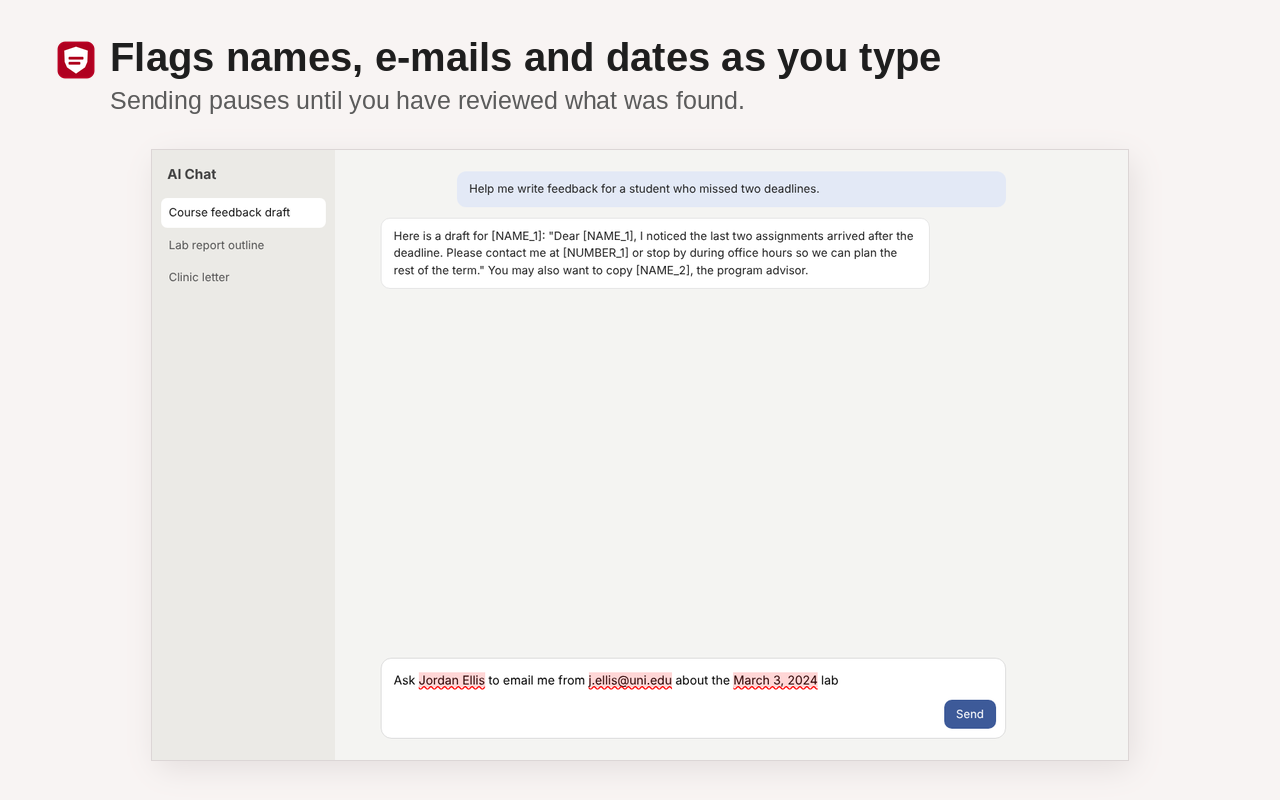 Flags names, e-mails and dates as you type
Sending pauses until you have reviewed what was found.
AI Chat
Course feedback draft
Lab report outline
Clinic letter
Help me write feedback for a student who missed two deadlines.
Here is a draft for [NAME_1]: "Dear [NAME_1], I noticed the last two assignments arrived after the
deadline. Please contact me at [NUMBER_1] or stop by during office hours so we can plan the
rest of the term." You may also want to copy [NAME_2], the program advisor.
Ask Jordan Ellis to email me from j.ellis@uni.edu about the March 3, 2024 lab
Send